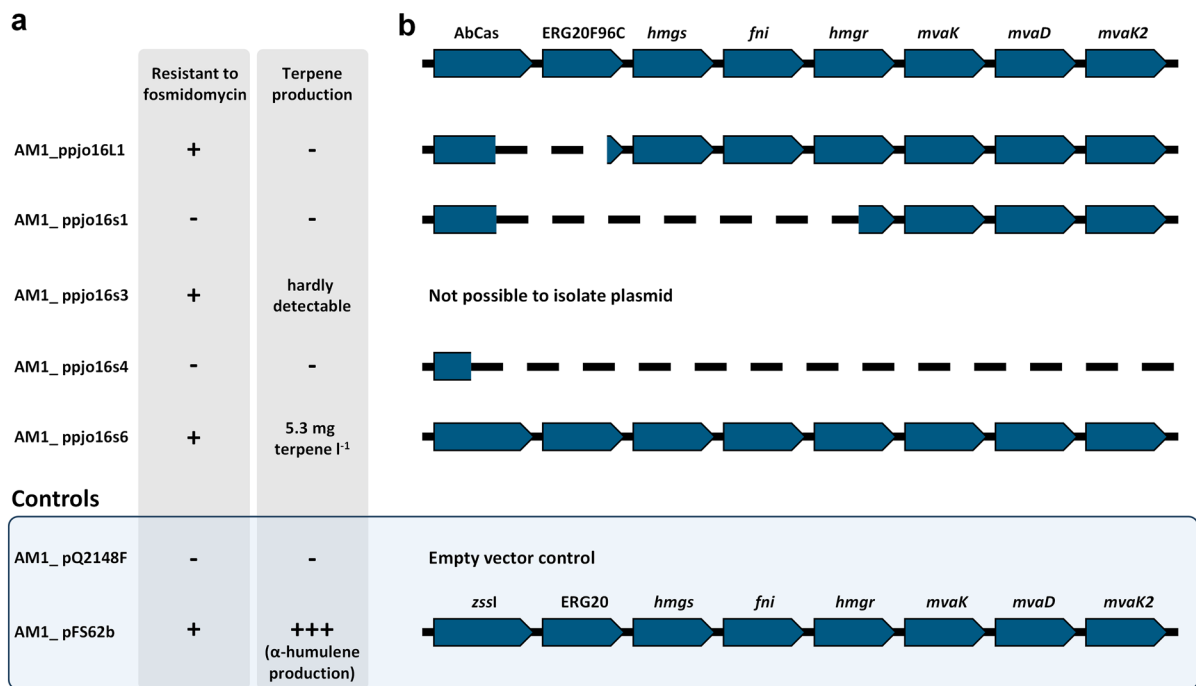 a
b
AbCas ERG20F96C hmgs fni hmgr mvaK mvaD mvaK2
Resistant to
fosmidomycin
Terpene
production
AM1_ppjo16L1 + -
AM1_ ppjo16s1 - -
AM1_ ppjo16s3 + hardly
detectable
Not possible to isolate plasmid
AM1_ ppjo16s4 - -
AM1_ ppjo16s6 + 5.3 mg
terpene l⁻¹
Controls
AM1_ pQ2148F - - Empty vector control
zssI ERG20 hmgs fni hmgr mvaK mvaD mvaK2
AM1_ pFS62b + +++
(α-humulene
production)